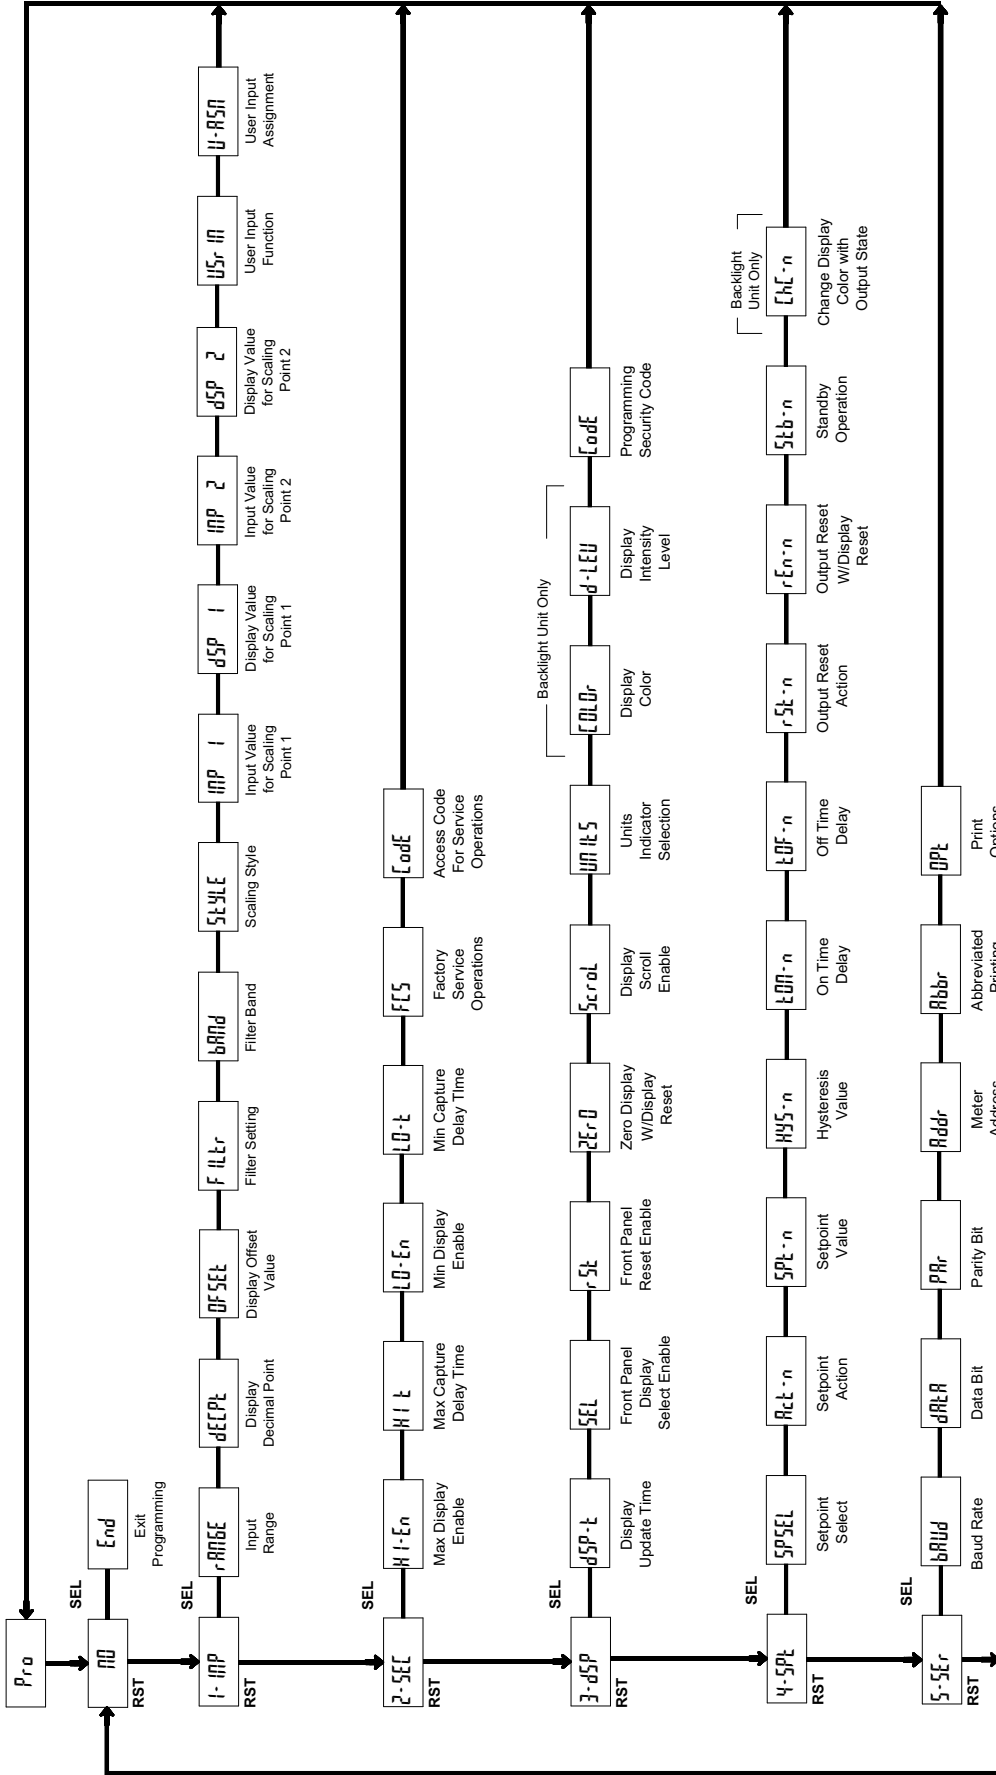 Pro
NO
SEL
RST
End
Exit
Programming
1-INP
SEL
RST
rANGE
Input
Range
dECPt
Display
Decimal Point
OFSEt
Display Offset
Value
FILtr
Filter Setting
bANd
Filter Band
StYLE
Scaling Style
INP 1
Input Value
for Scaling
Point 1
dSP 1
Display Value
for Scaling
Point 1
INP 2
Input Value
for Scaling
Point 2
dSP 2
Display Value
for Scaling
Point 2
USrIN
User Input
Function
U-ASN
User Input
Assignment
2-SEC
SEL
RST
HI-En
Max Display
Enable
HI t
Max Capture
Delay Time
LO-En
Min Display
Enable
LO-t
Min Capture
Delay TIme
FCS
Factory
Service
Operations
CodE
Access Code
For Service
Operations
3-dSP
SEL
RST
dSP-t
Display
Update Time
SEL
Front Panel
Display
Select Enable
rSt
Front Panel
Reset Enable
ZErO
Zero Display
W/Display
Reset
ScroL
Display
Scroll
Enable
UNItS
Units
Indicator
Selection
Backlight Unit Only
COLOr
Display
Color
d-LEV
Display
Intensity
Level
CodE
Programming
Security Code
4-SPt
SEL
RST
SPSEL
Setpoint
Select
Act-n
Setpoint
Action
SPt-n
Setpoint
Value
HYS-n
Hysteresis
Value
tON-n
On Time
Delay
tOF-n
Off Time
Delay
rSt-n
Output Reset
Action
rEn-n
Output Reset
W/Display
Reset
Stb-n
Standby
Operation
Backlight
Unit Only
ChC-n
Change Display
Color with
Output State
5-SEr
SEL
RST
bAUd
Baud Rate
dAtA
Data Bit
PAr
Parity Bit
Addr
Meter
Address
Abbr
Abbreviated
Printing
OPt
Print
Options